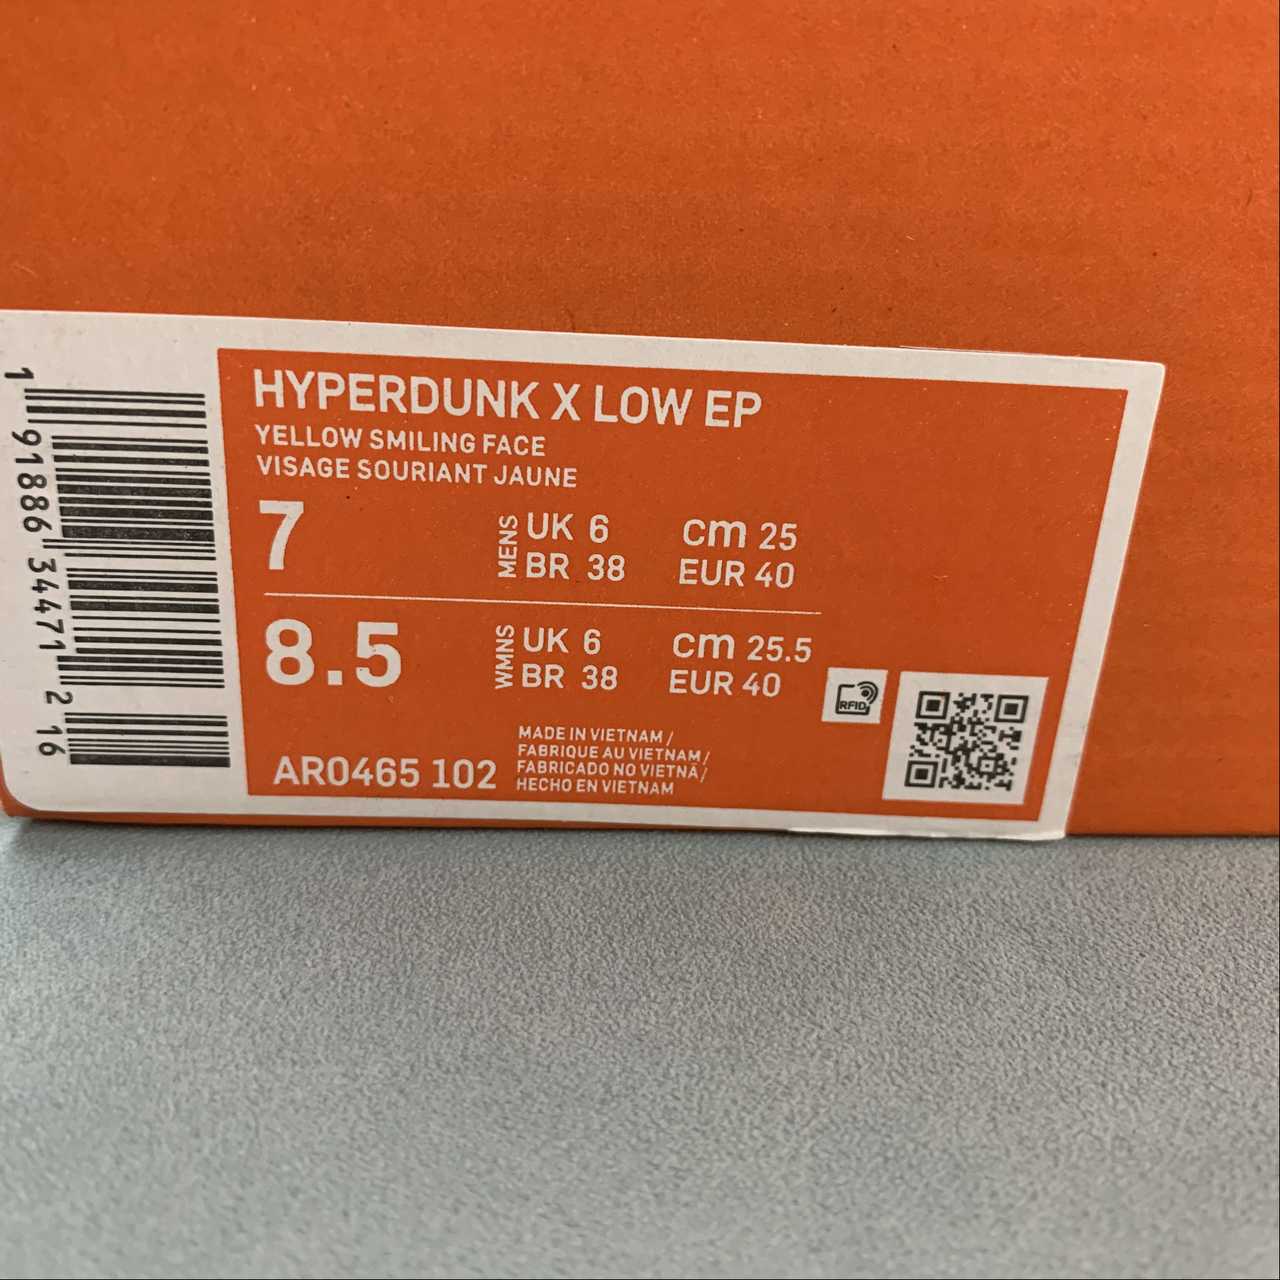 HYPERDUNK X LOW EP
YELLOW SMILING FACE
VISAGE SOURIANT JAUNE
7 MENS UK 6 cm 25
BR 38 EUR 40
8.5 WMNS UK 6 cm 25.5
BR 38 EUR 40
RFID
AR0465 102
MADE IN VIETNAM /
FABRIQUE AU VIETNAM /
FABRICADO NO VIETNÃ /
HECHO EN VIETNAM
1 91886 34471 2 16